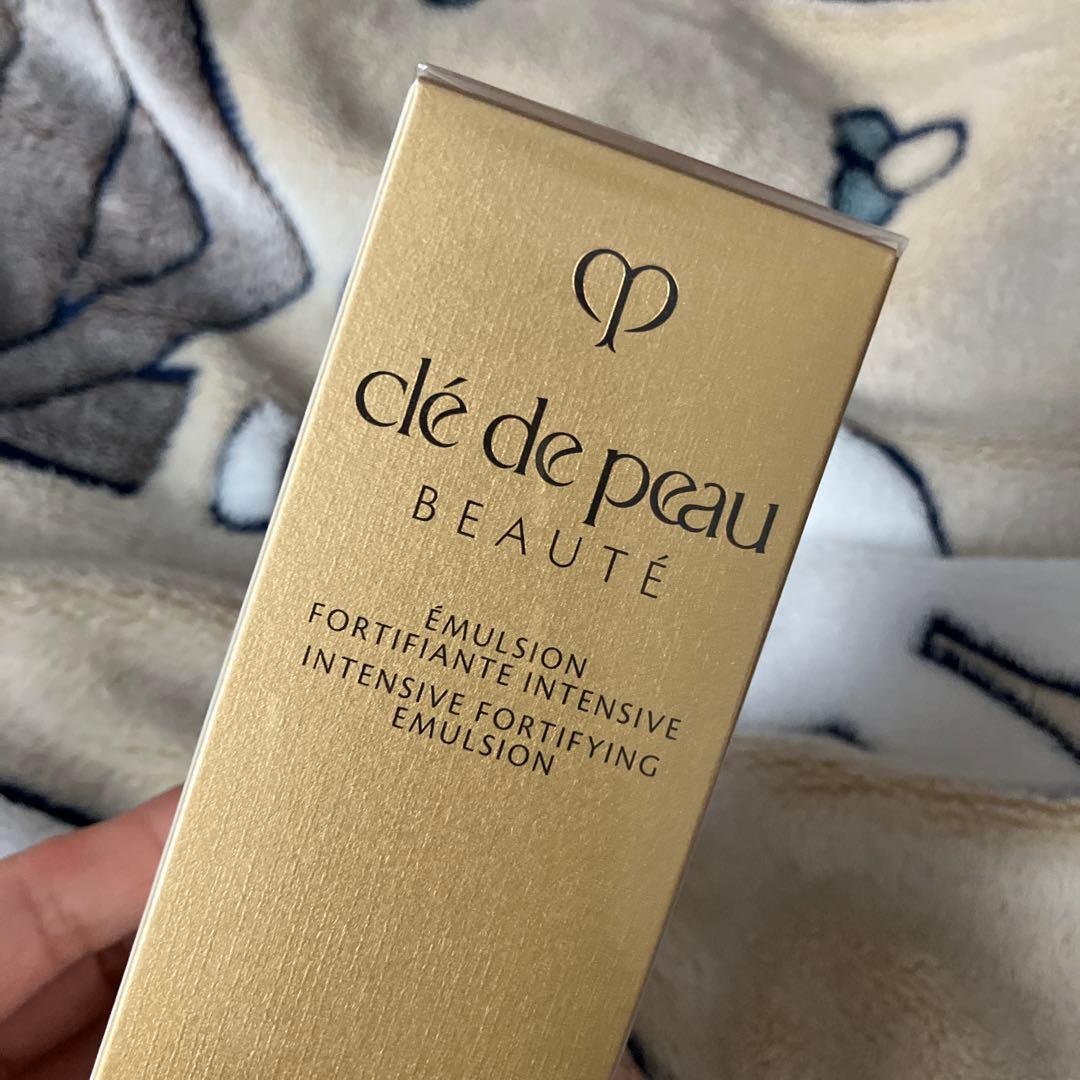 clé de peau
BEAUTÉ
ÉMULSION
FORTIFIANTE INTENSIVE
INTENSIVE FORTIFYING
EMULSION